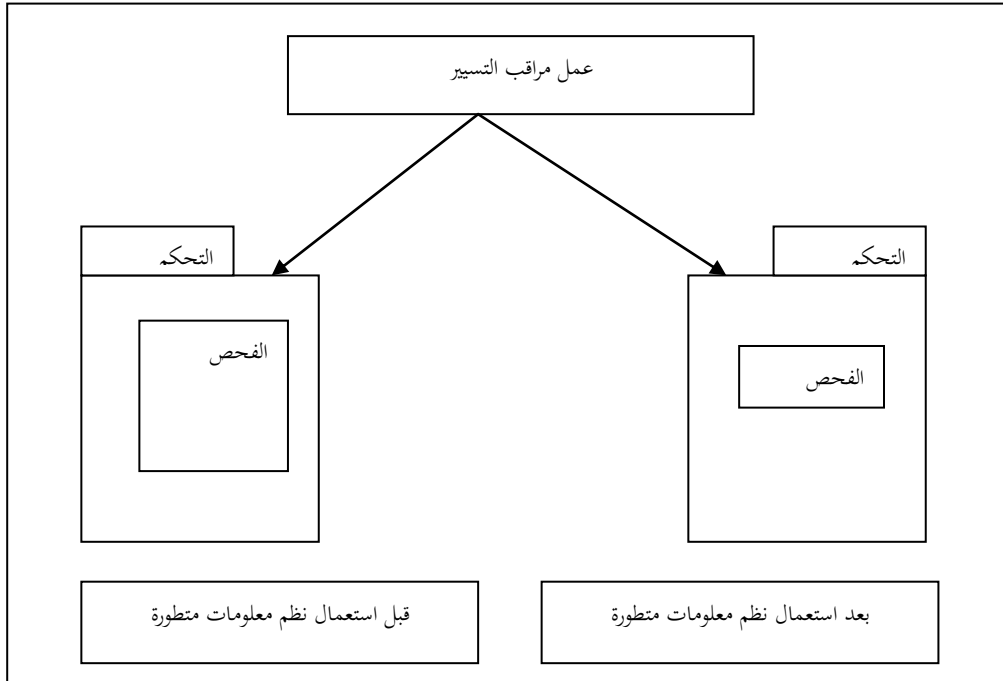 عمل مراقب التسيير
التحكم
التحكم
الفحص
الفحص
بعد استعمال نظم معلومات متطورة
قبل استعمال نظم معلومات متطورة